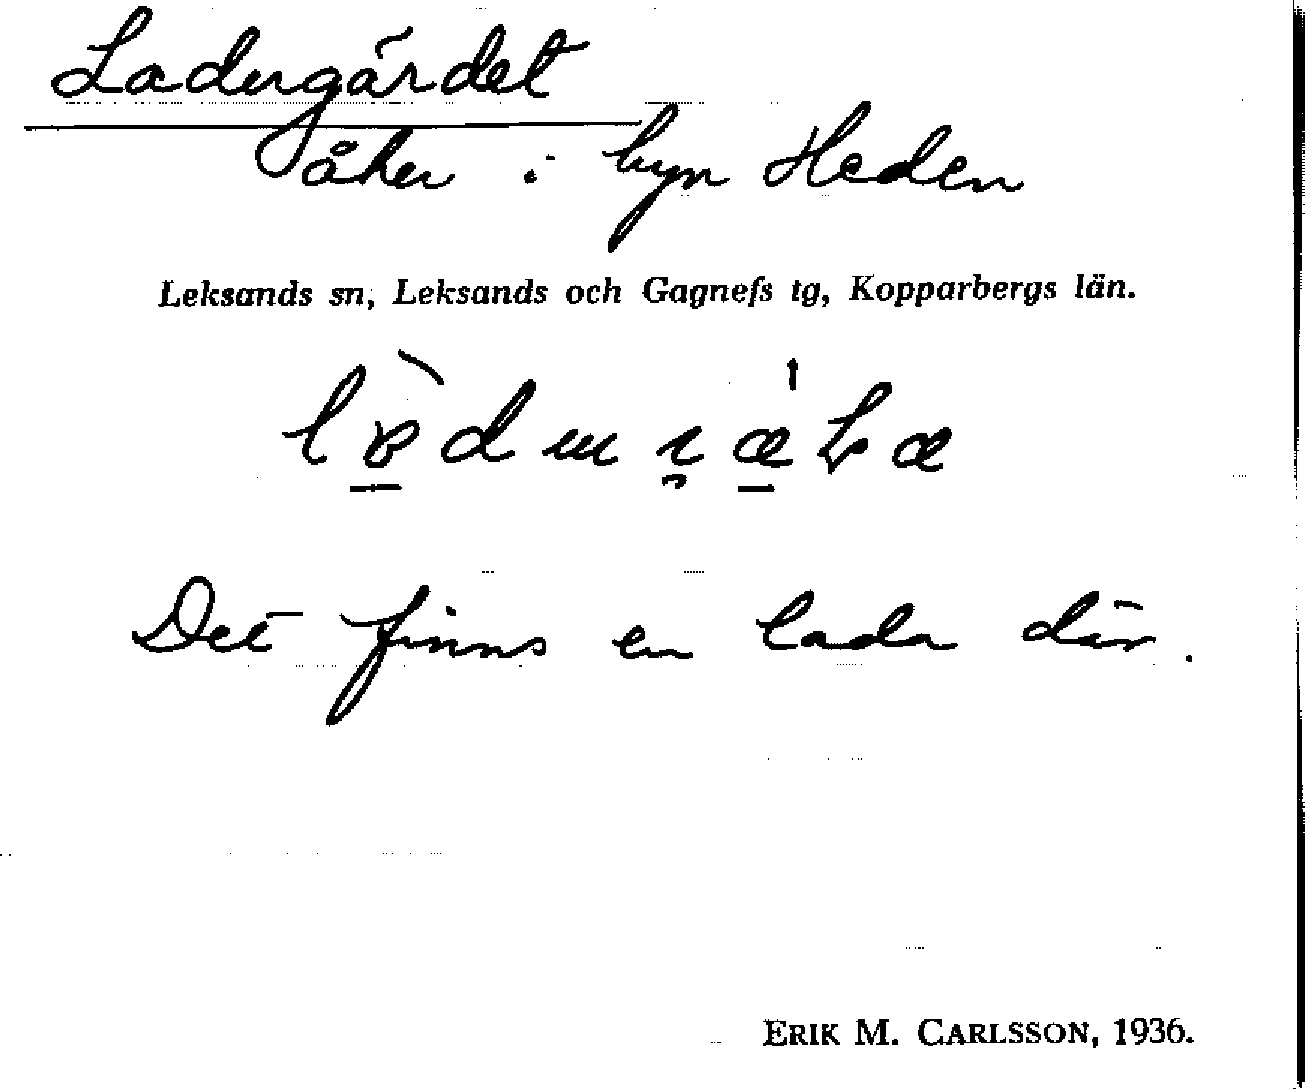 Ladugärdet
åker i byn Heden
Leksands sn, Leksands och Gagnefs tg, Kopparbergs län.
Det finns en lada där.
ERIK M. CARLSSON, 1936.